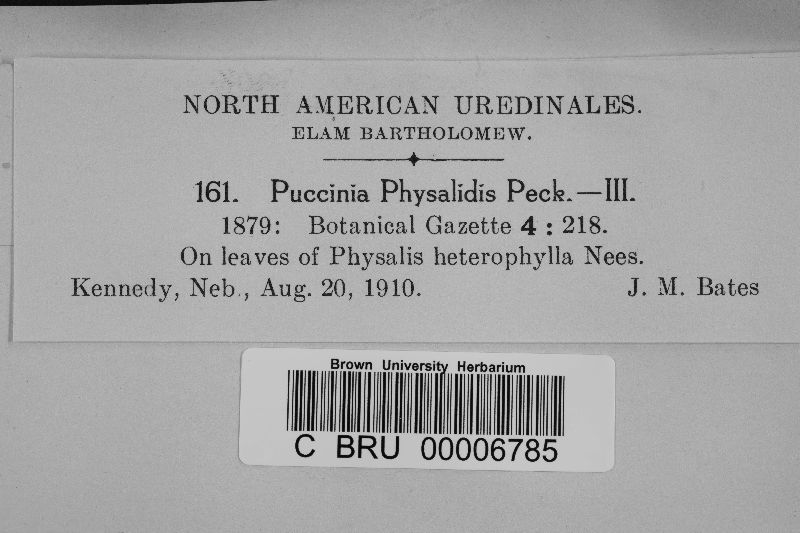 NORTH AMERICAN UREDINALES.
ELAM BARTHOLOMEW.
161. Puccinia Physalidis Peck.—III.
1879: Botanical Gazette 4 : 218.
On leaves of Physalis heterophylla Nees.
Kennedy, Neb., Aug. 20, 1910. J. M. Bates
Brown University Herbarium
C BRU 00006785